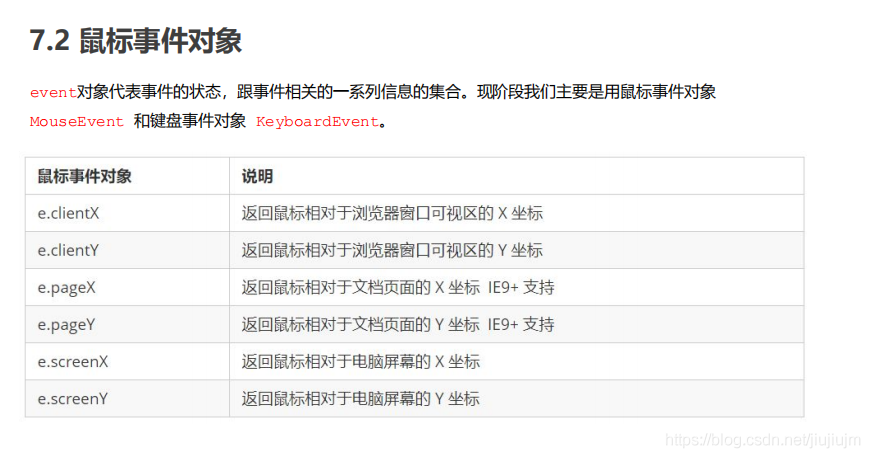 7.2 鼠标事件对象
event对象代表事件的状态，跟事件相关的一系列信息的集合。现阶段我们主要是用鼠标事件对象
MouseEvent 和键盘事件对象 KeyboardEvent。
鼠标事件对象 说明
e.clientX 返回鼠标相对于浏览器窗口可视区的 X 坐标
e.clientY 返回鼠标相对于浏览器窗口可视区的 Y 坐标
e.pageX 返回鼠标相对于文档页面的 X 坐标 IE9+ 支持
e.pageY 返回鼠标相对于文档页面的 Y 坐标 IE9+ 支持
e.screenX 返回鼠标相对于电脑屏幕的 X 坐标
e.screenY 返回鼠标相对于电脑屏幕的 Y 坐标
https://blog.csdn.net/jiujiujm